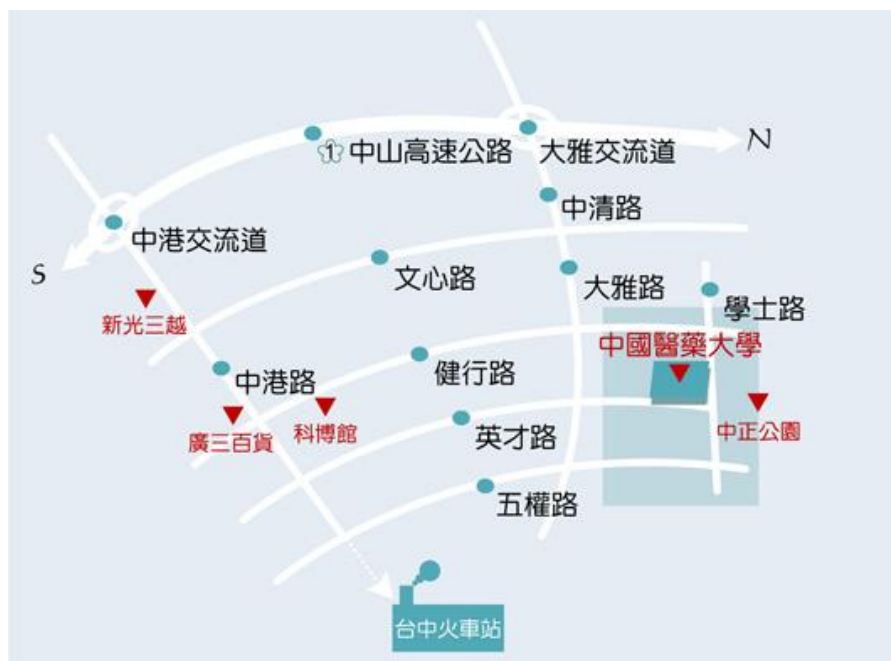 1 中山高速公路
大雅交流道
N
中清路
中港交流道
S
文心路
大雅路
學士路
新光三越
中國醫藥大學
健行路
中港路
科博館
廣三百貨
英才路
中正公園
五權路
台中火車站